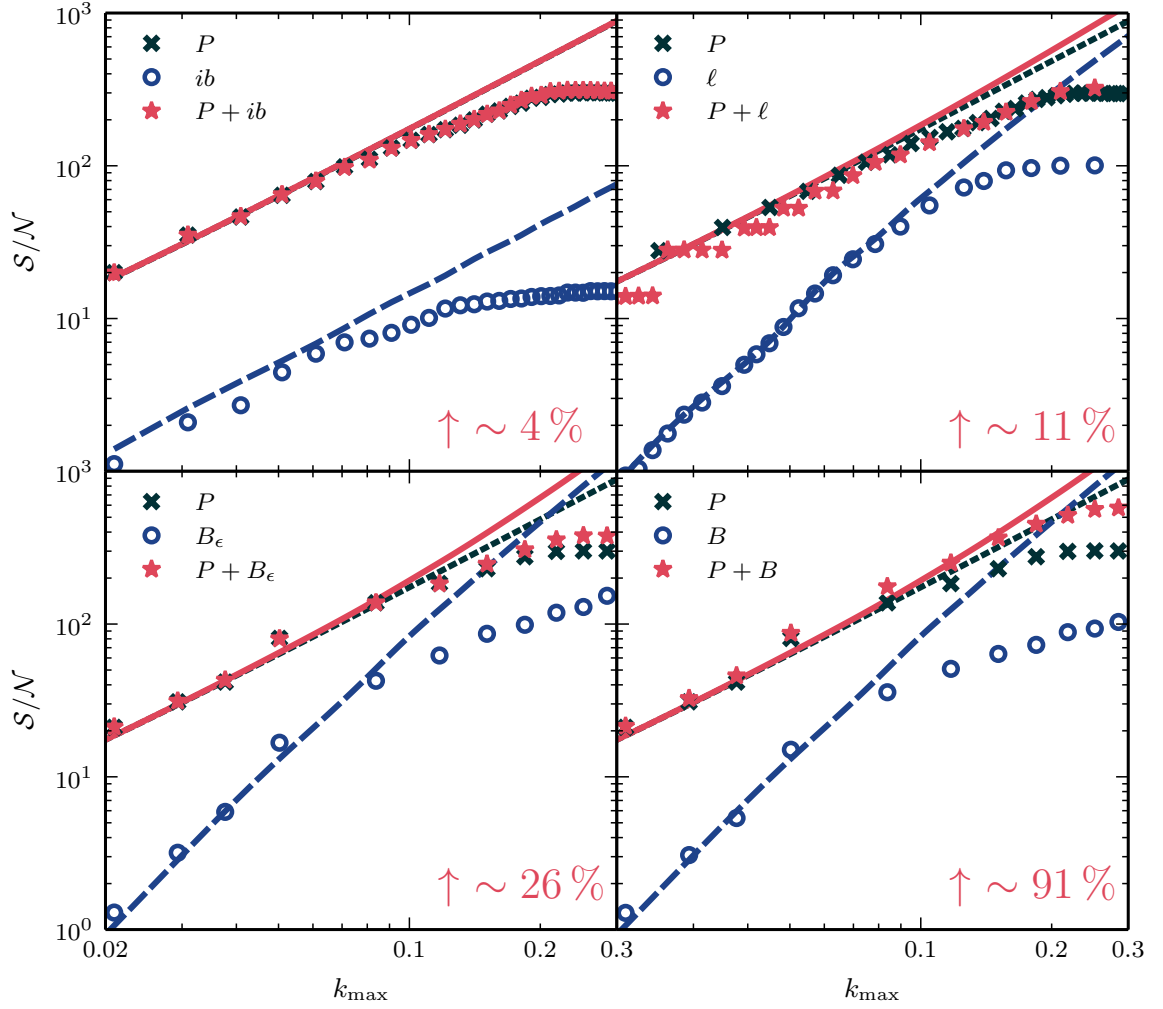 10³
10²
10¹
10³
10²
10¹
10⁰
S/N
S/N
P
ib
P + ib
↑ ∼ 4 %
P
ℓ
P + ℓ
↑ ∼ 11 %
P
B_ϵ
P + B_ϵ
↑ ∼ 26 %
P
B
P + B
↑ ∼ 91 %
0.02 0.1 0.2 0.3 0.1 0.2 0.3
k_max k_max